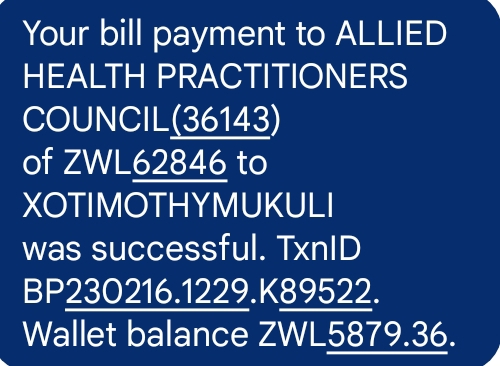 Your bill payment to ALLIED
HEALTH PRACTITIONERS
COUNCIL(36143)
of ZWL62846 to
XOTIMOTHYMUKULI
was successful. TxnID
BP230216.1229.K89522.
Wallet balance ZWL5879.36.